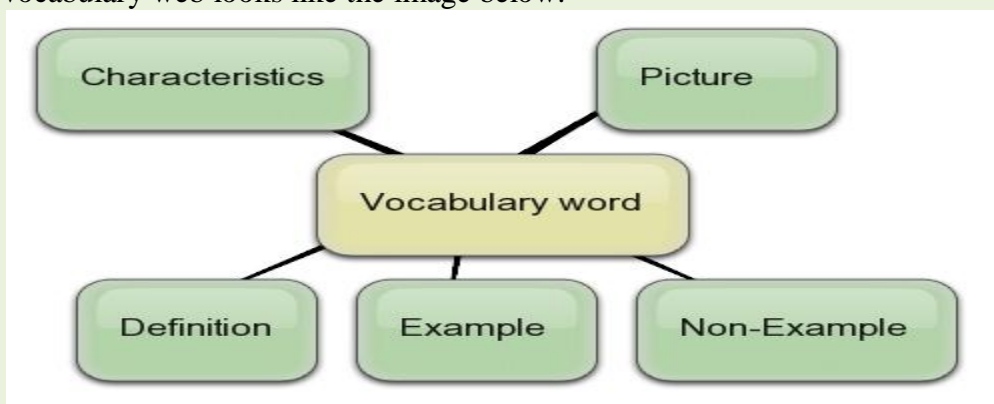 vocabulary web looks like the image below.
Characteristics
Picture
Vocabulary word
Definition
Example
Non-Example